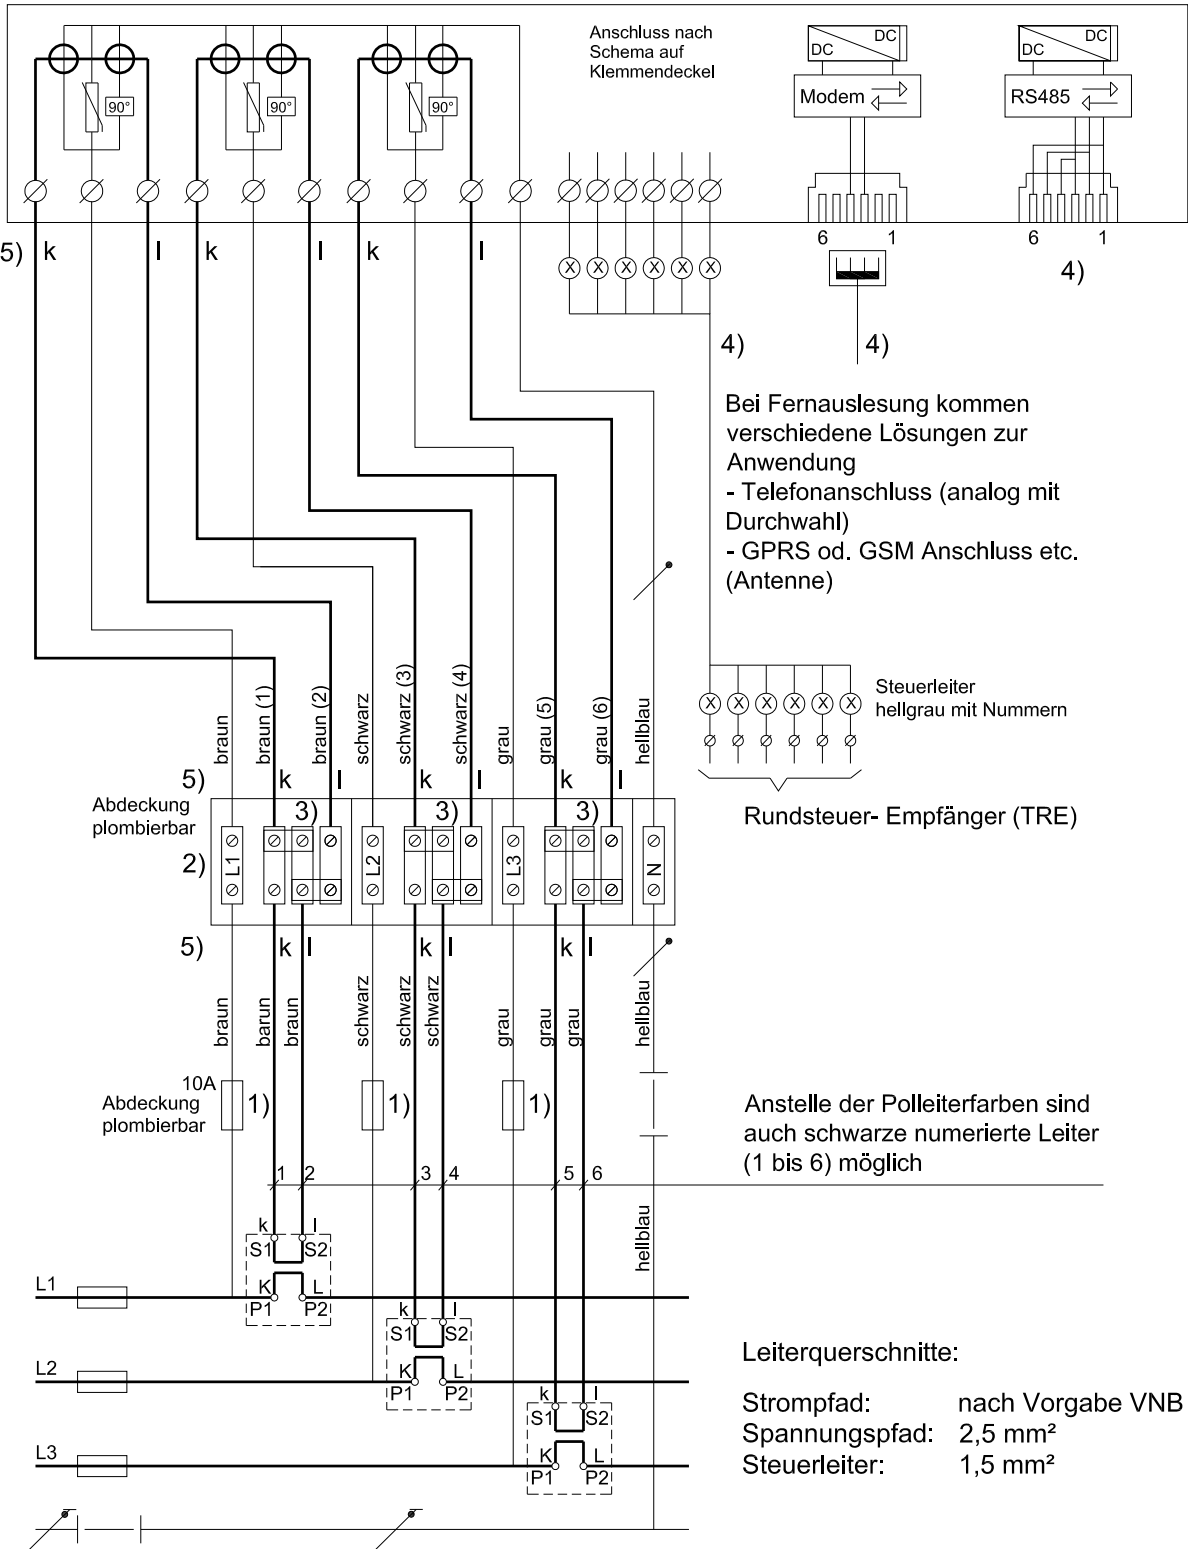 Anschluss nach
Schema auf
Klemmendeckel
DC DC
DC DC
Modem
RS485
90°
90°
90°
5) k l k l k l
6 1
6 1
4)
4)
4)
Bei Fernauslesung kommen
verschiedene Lösungen zur
Anwendung
- Telefonanschluss (analog mit
Durchwahl)
- GPRS od. GSM Anschluss etc.
(Antenne)
X X X X X X
X X X X X X
Steuerleiter
hellgrau mit Nummern
Rundsteuer- Empfänger (TRE)
braun
braun (1)
braun (2)
schwarz
schwarz (3)
schwarz (4)
grau
grau (5)
grau (6)
hellblau
5) k l k l k l
Abdeckung
plombierbar
3) 3) 3)
2) L1 L2 L3 N
5) k l k l k l
braun
barun
braun
schwarz
schwarz
schwarz
grau
grau
grau
hellblau
10A
Abdeckung
plombierbar
1) 1) 1)
Anstelle der Polleiterfarben sind
auch schwarze numerierte Leiter
(1 bis 6) möglich
1 2 3 4 5 6
hellblau
k l
S1 S2
L1 K L
P1 P2
k l
S1 S2
L2 K L
P1 P2
k l
S1 S2
L3 K L
P1 P2
Leiterquerschnitte:
Strompfad: nach Vorgabe VNB
Spannungspfad: 2,5 mm²
Steuerleiter: 1,5 mm²